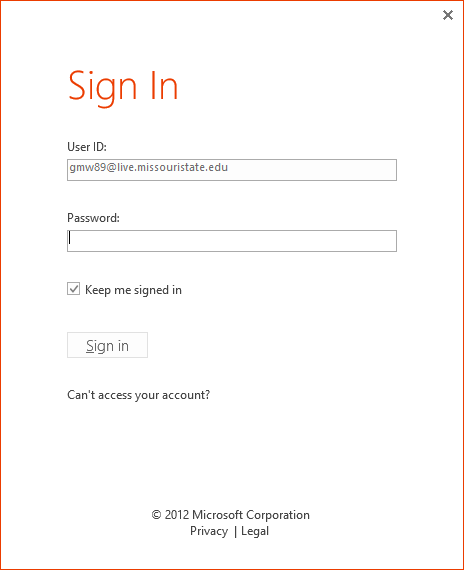 Sign In
User ID:
gmw89@live.missouristate.edu
Password:
Keep me signed in
Sign in
Can't access your account?
© 2012 Microsoft Corporation
Privacy | Legal